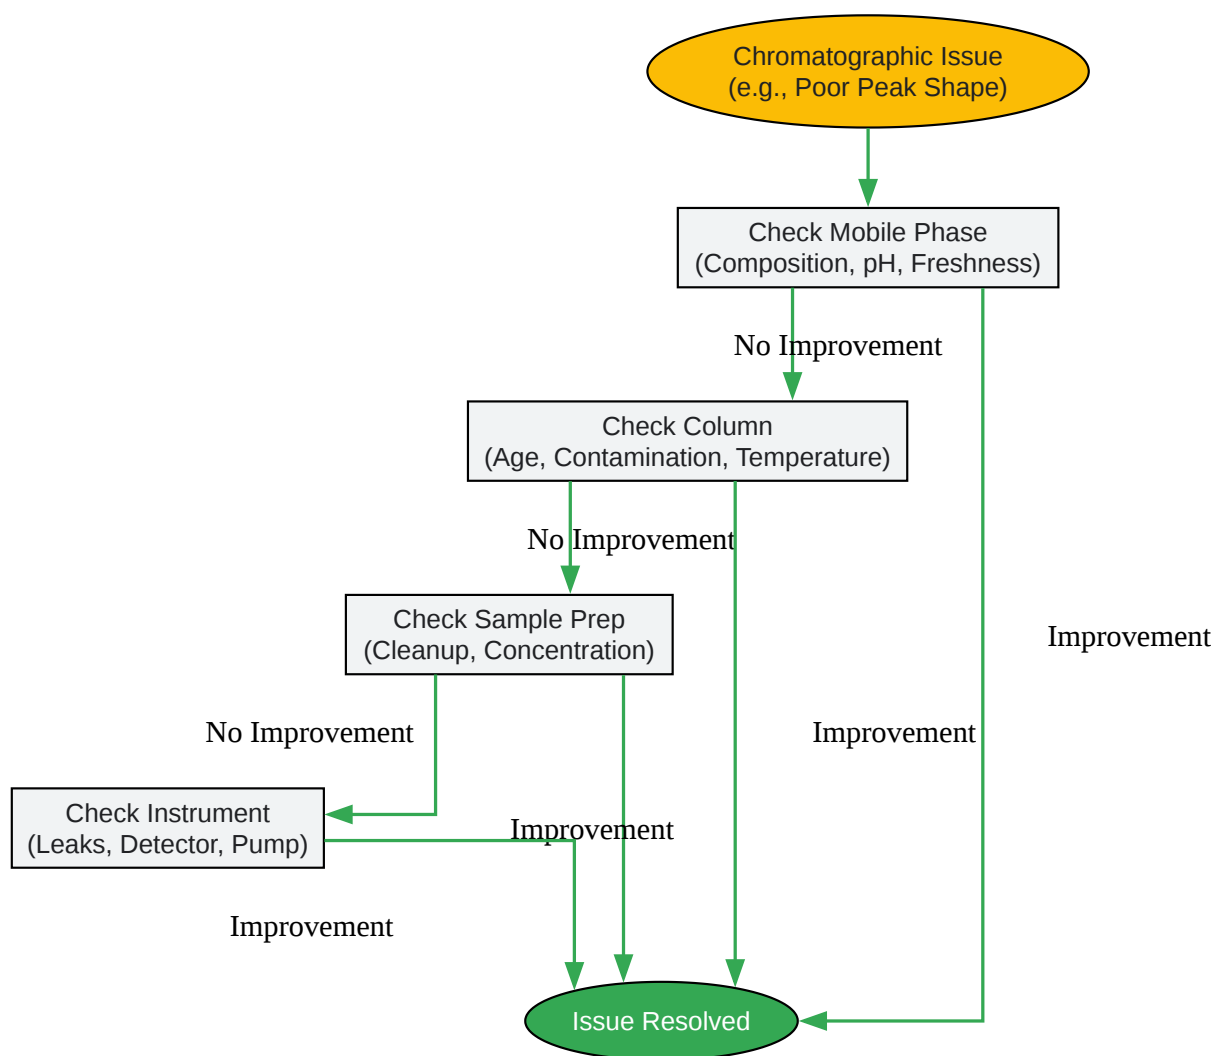 Chromatographic Issue
(e.g., Poor Peak Shape)
Check Mobile Phase
(Composition, pH, Freshness)
No Improvement
Check Column
(Age, Contamination, Temperature)
No Improvement
Check Sample Prep
(Cleanup, Concentration)
Improvement
No Improvement
Improvement
Check Instrument
(Leaks, Detector, Pump)
Improvement
Improvement
Issue Resolved